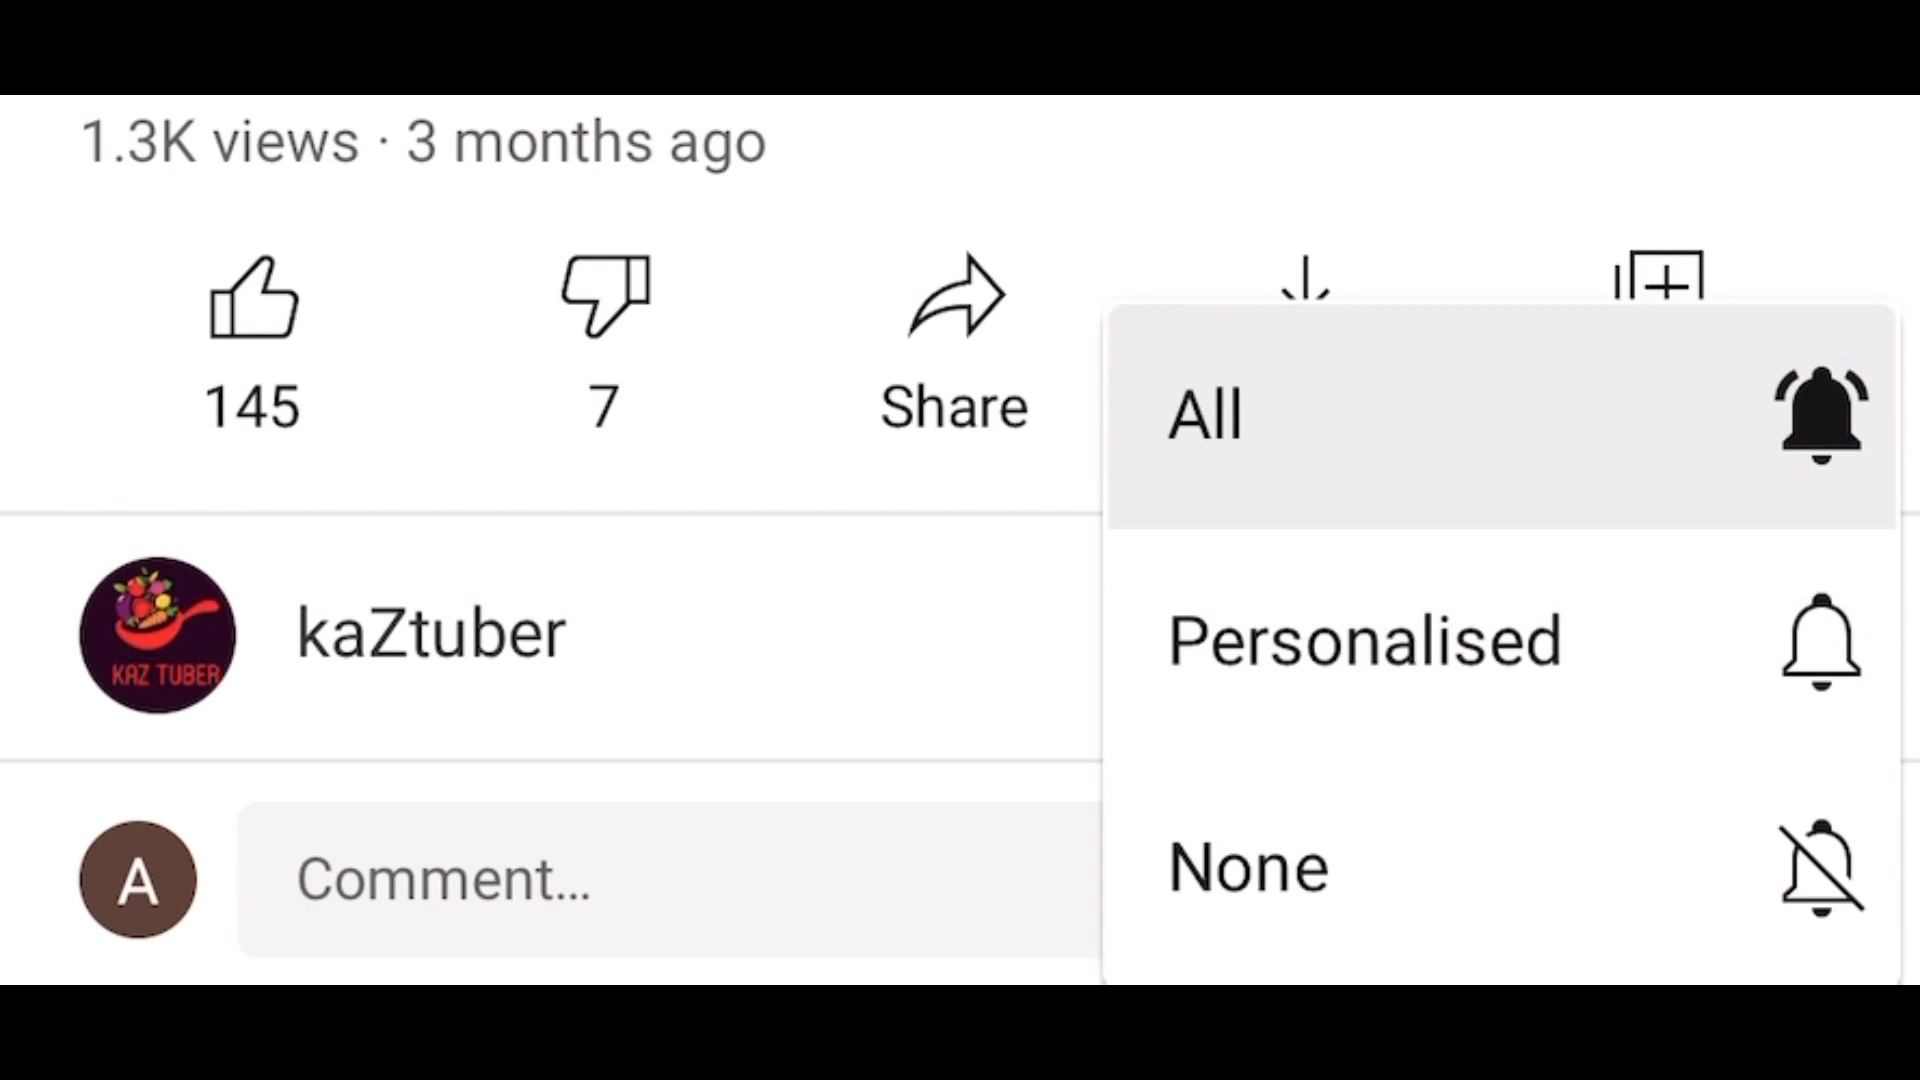 1.3K views · 3 months ago
145
7
Share
All
KAZ TUBER
kaZtuber
Personalised
A
Comment...
None